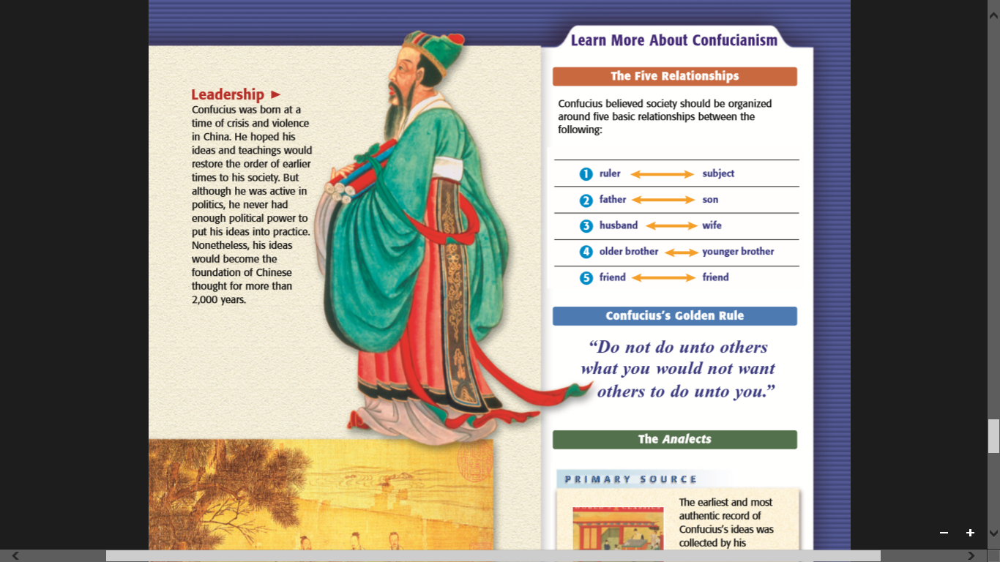 Leadership
Confucius was born at a
time of crisis and violence
in China. He hoped his
ideas and teachings would
restore the order of earlier
times to his society. But
although he was active in
politics, he never had
enough political power to
put his ideas into practice.
Nonetheless, his ideas
would become the
foundation of Chinese
thought for more than
2,000 years.
Learn More About Confucianism
The Five Relationships
Confucius believed society should be organized
around five basic relationships between the
following:
1 ruler subject
2 father son
3 husband wife
4 older brother younger brother
5 friend friend
Confucius's Golden Rule
“Do not do unto others
what you would not want
others to do unto you.”
The Analects
PRIMARY SOURCE
The earliest and most
authentic record of
Confucius's ideas was
collected by his